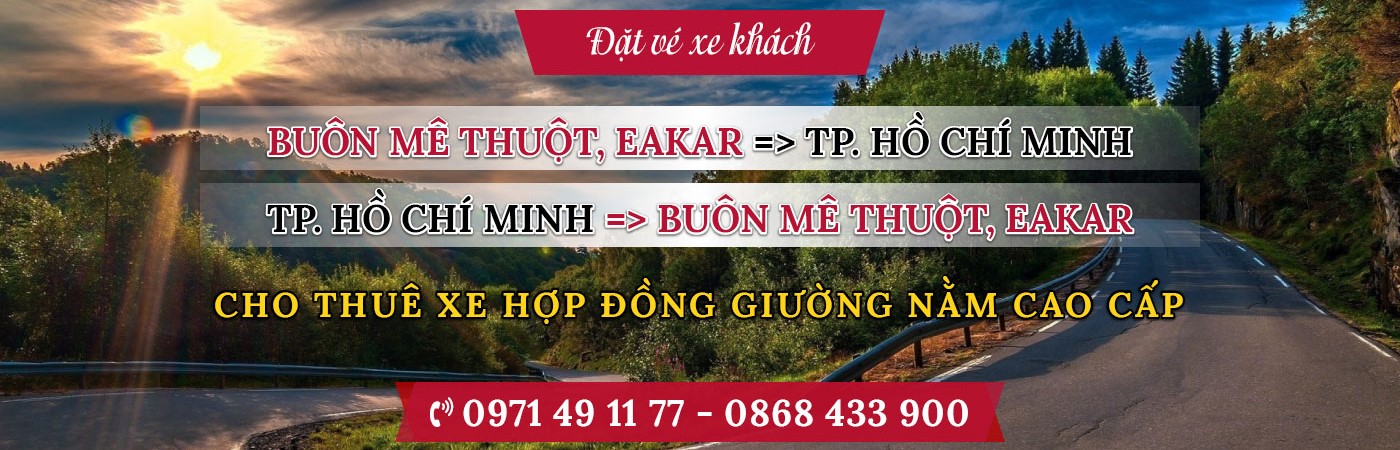 Đặt vé xe khách
BUÔN MÊ THUỘT, EAKAR => TP. HỒ CHÍ MINH
TP. HỒ CHÍ MINH => BUÔN MÊ THUỘT, EAKAR
CHO THUÊ XE HỢP ĐỒNG GIƯỜNG NẰM CAO CẤP
0971 49 11 77 - 0868 433 900